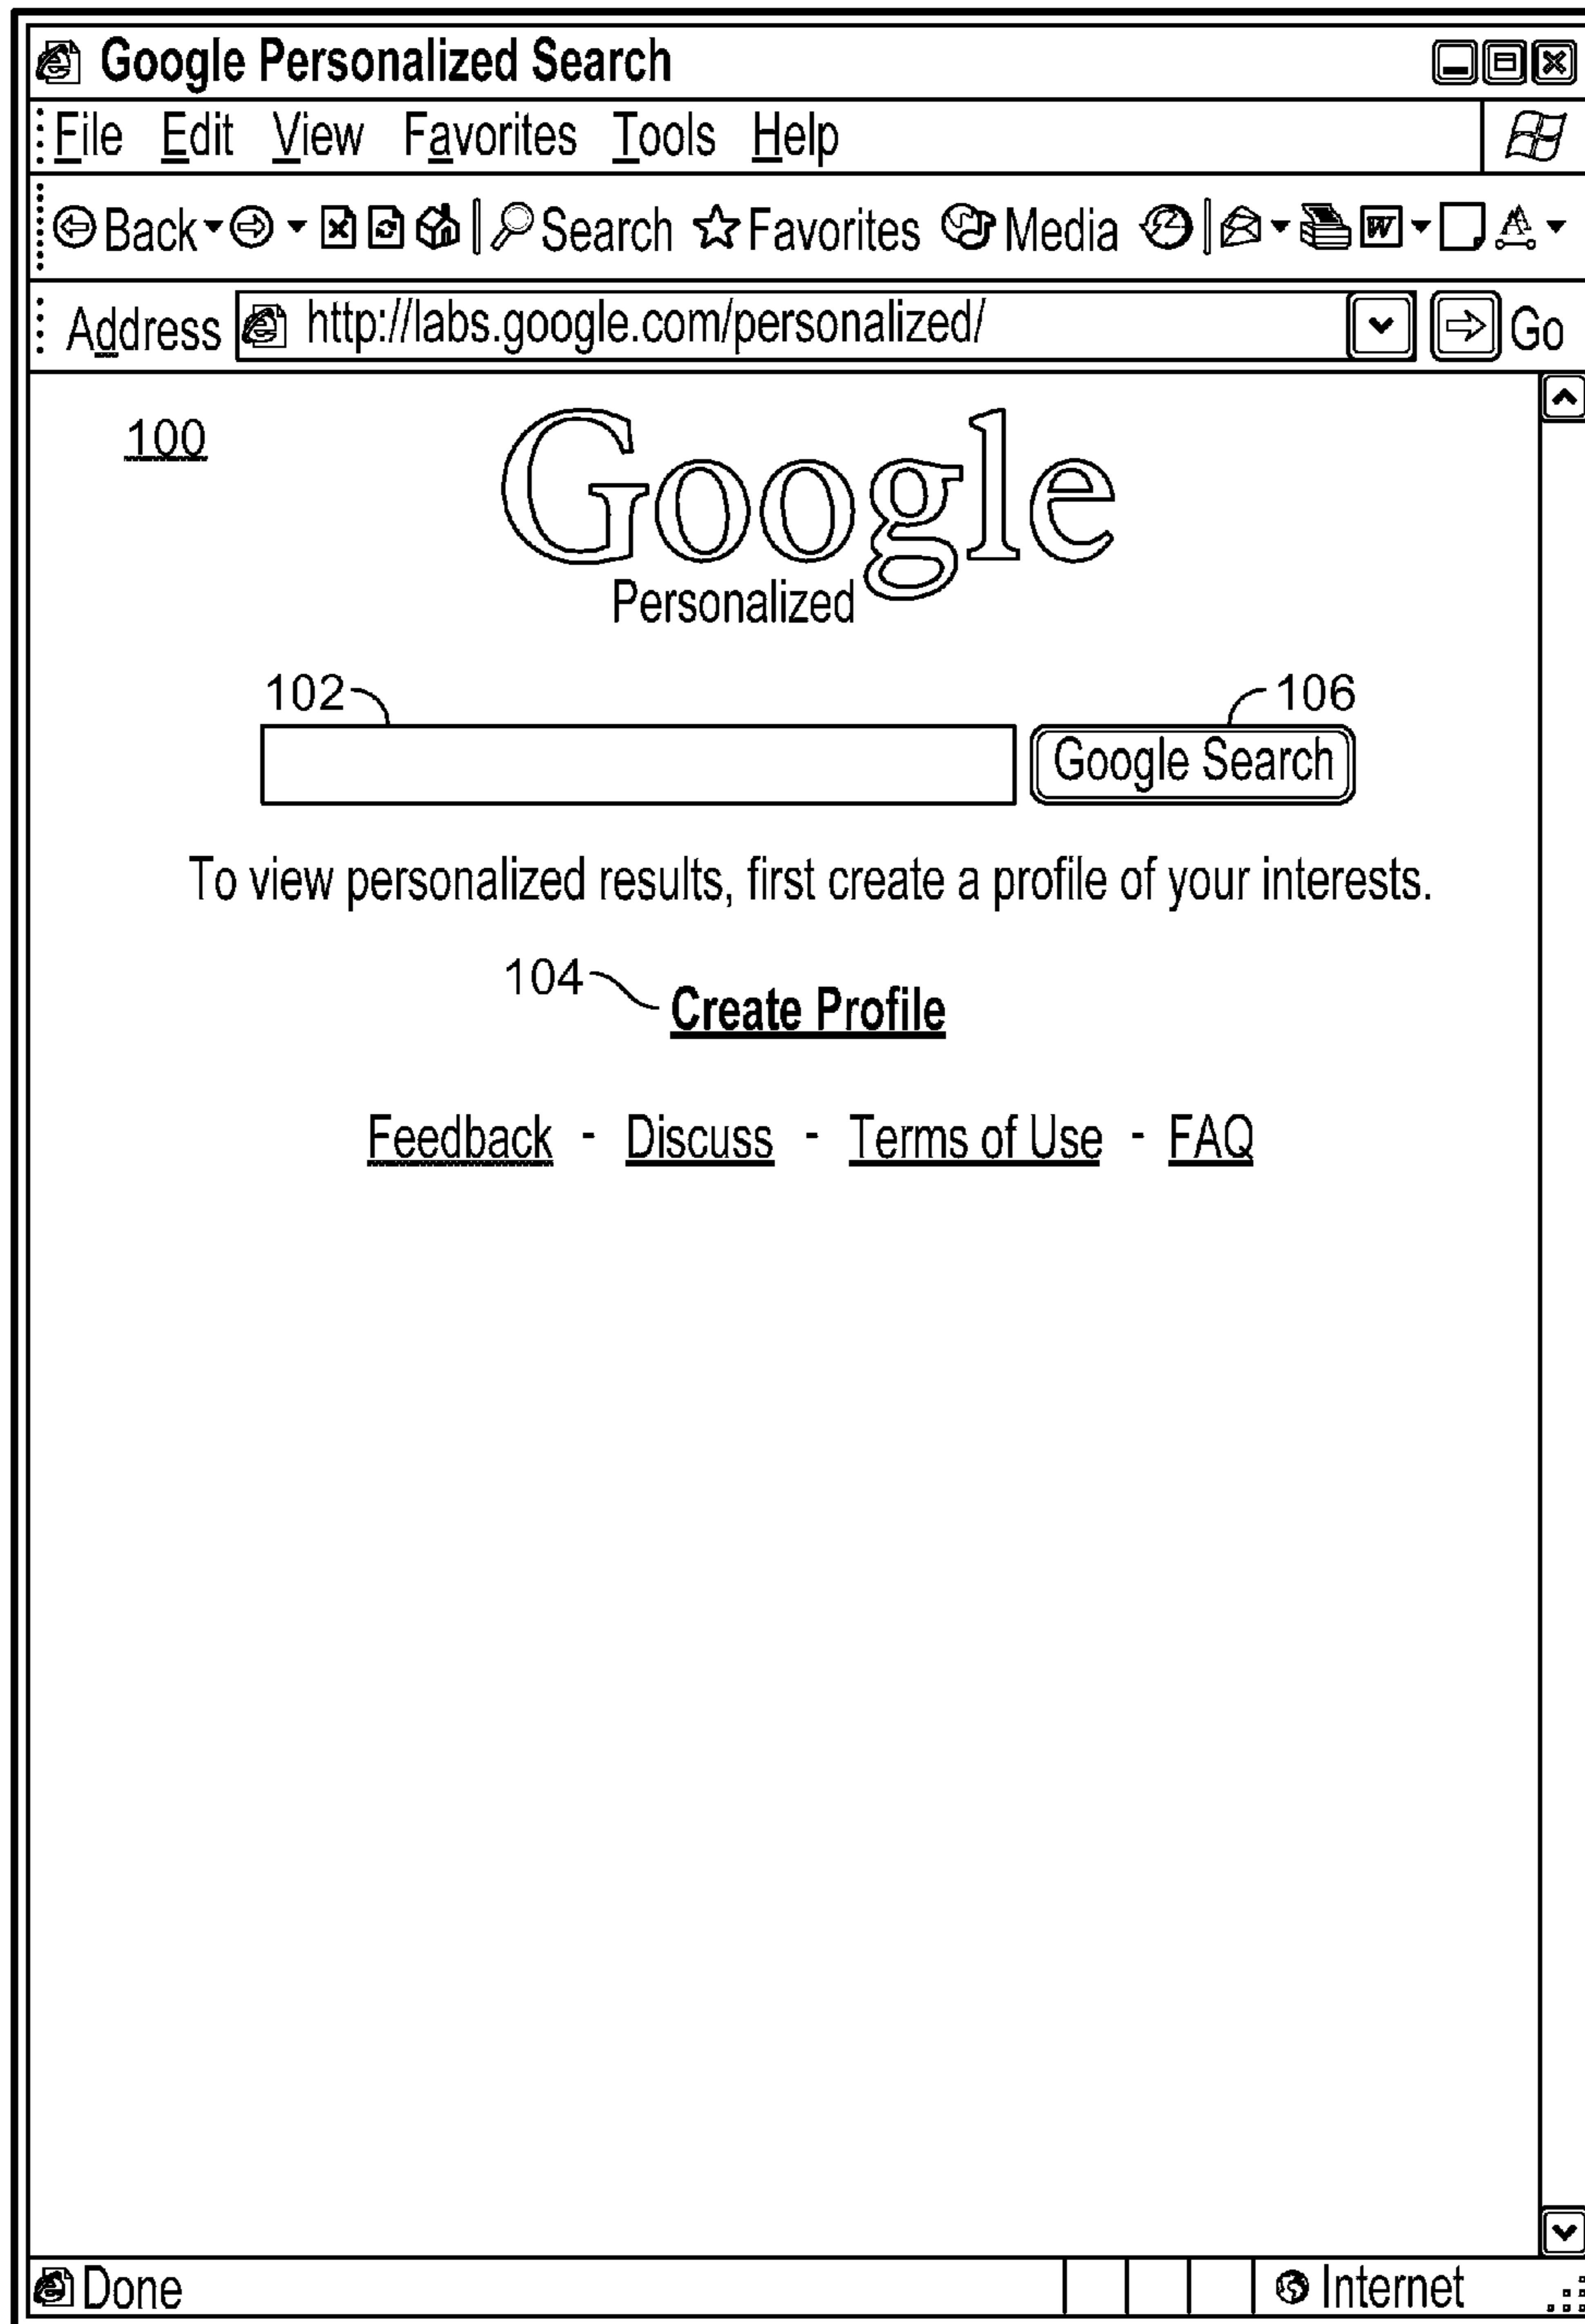 Google Personalized Search
File Edit View Favorites Tools Help
Back Search Favorites Media W A
Address http://labs.google.com/personalized/ Go
100
Google
Personalized
102 106
Google Search
To view personalized results, first create a profile of your interests.
104 Create Profile
Feedback - Discuss - Terms of Use - FAQ
Done Internet